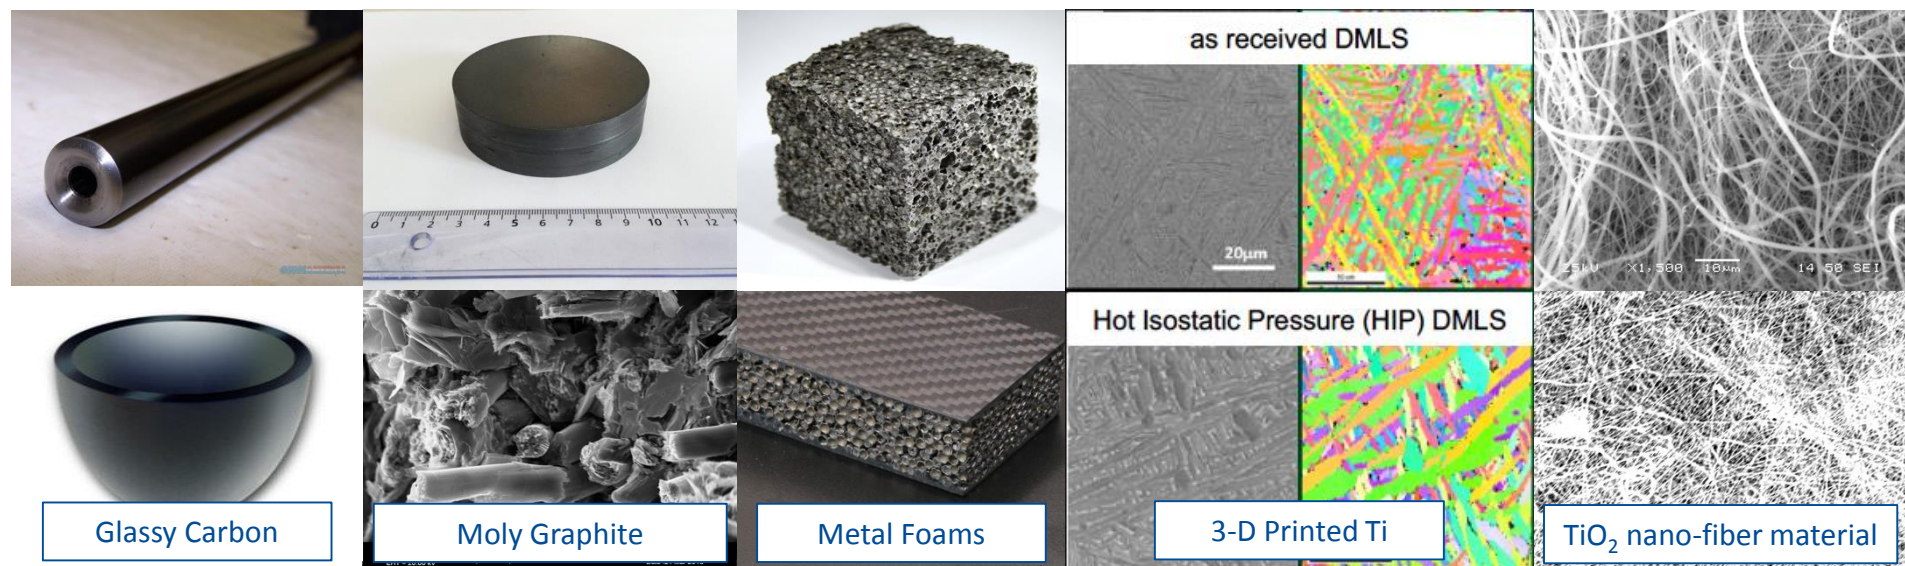 as received DMLS
0 1 2 3 4 5 6 7 8 9 10 11 12
20µm
25kV X1,500 10µm 14 50 SEI
Hot Isostatic Pressure (HIP) DMLS
Glassy Carbon
Moly Graphite
Metal Foams
3-D Printed Ti
TiO₂ nano-fiber material